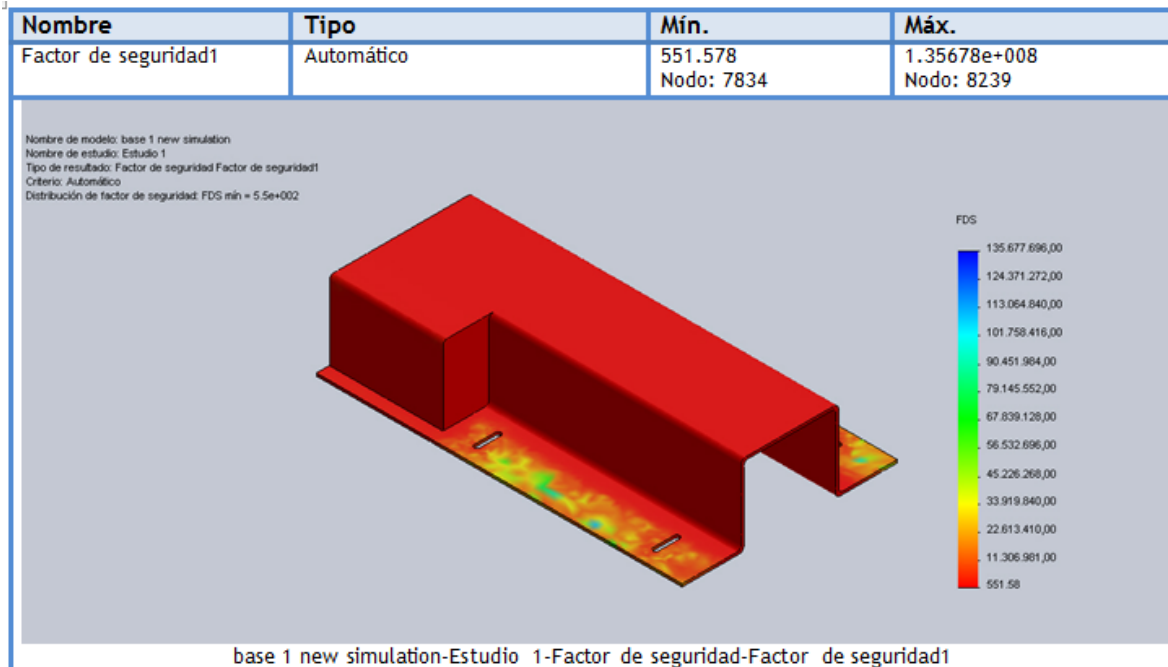 Nombre Tipo Mín. Máx.
Factor de seguridad1 Automático 551.578 1.35678e+008
Nodo: 7834 Nodo: 8239
Nombre de modelo: base 1 new simulation
Nombre de estudio: Estudio 1
Tipo de resultado: Factor de seguridad Factor de seguridad1
Criterio: Automático
Distribución de factor de seguridad: FDS mín = 5.5e+002
FDS
135.677.696,00
124.371.272,00
113.064.840,00
101.758.416,00
90.451.984,00
79.145.552,00
67.839.128,00
56.532.696,00
45.226.268,00
33.919.840,00
22.613.410,00
11.306.981,00
551.58
base 1 new simulation-Estudio 1-Factor de seguridad-Factor de seguridad1